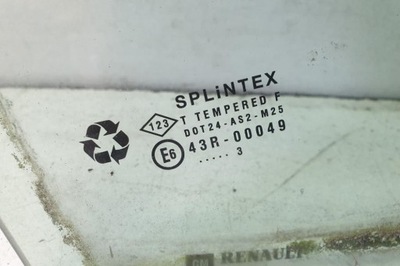 SPLiNTEX
123 T TEMPERED F
DOT24-AS2-M25
E6 43R-00049
..... 3
RENAULT